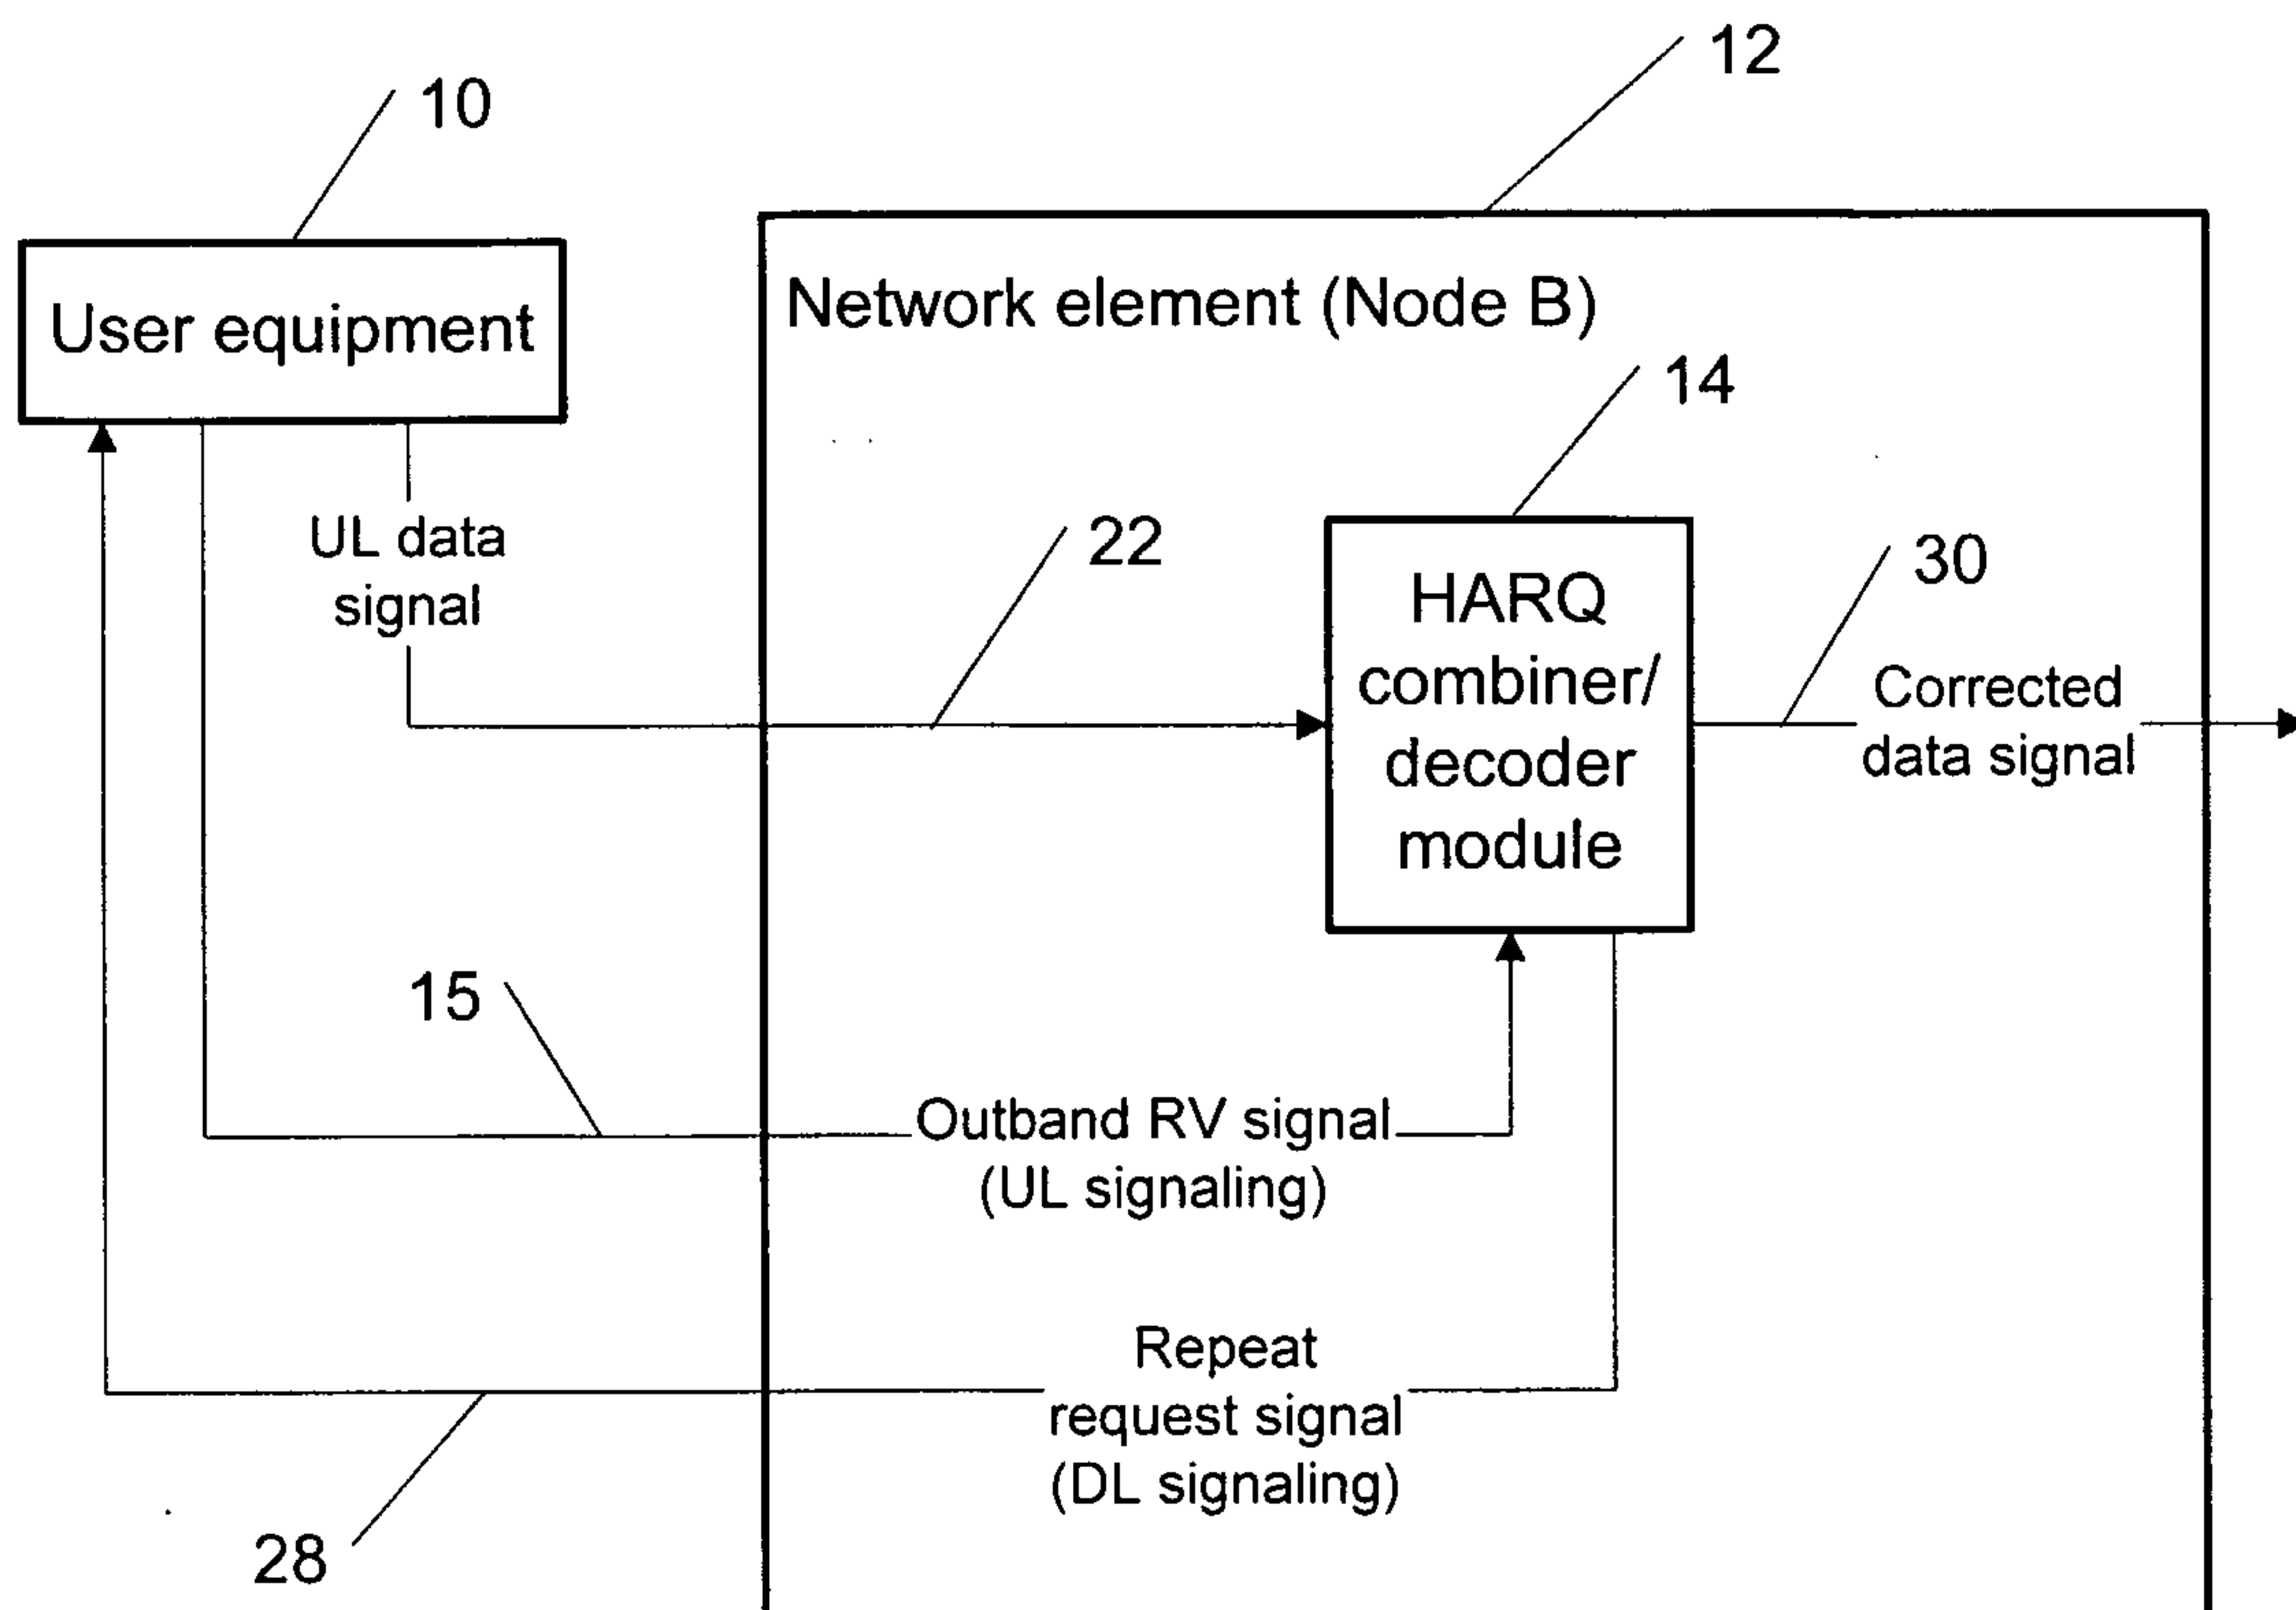 12
10
User equipment
Network element (Node B)
14
UL data
signal
22
30
HARQ
combiner/
decoder
module
Corrected
data signal
15
Outband RV signal
(UL signaling)
Repeat
request signal
(DL signaling)
28